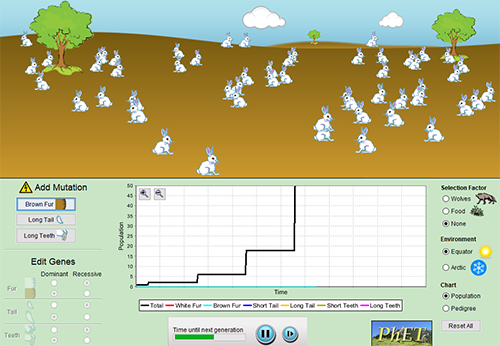 Add Mutation
Brown Fur
Long Tail
Long Teeth
Edit Genes
Dominant Recessive
Fur
Tail
Teeth
Population
50
45
40
35
30
25
20
15
10
5
0
Time
Total White Fur Brown Fur Short Tail Long Tail Short Teeth Long Teeth
Time until next generation
PhET
Selection Factor
Wolves
Food
None
Environment
Equator
Arctic
Chart
Population
Pedigree
Reset All